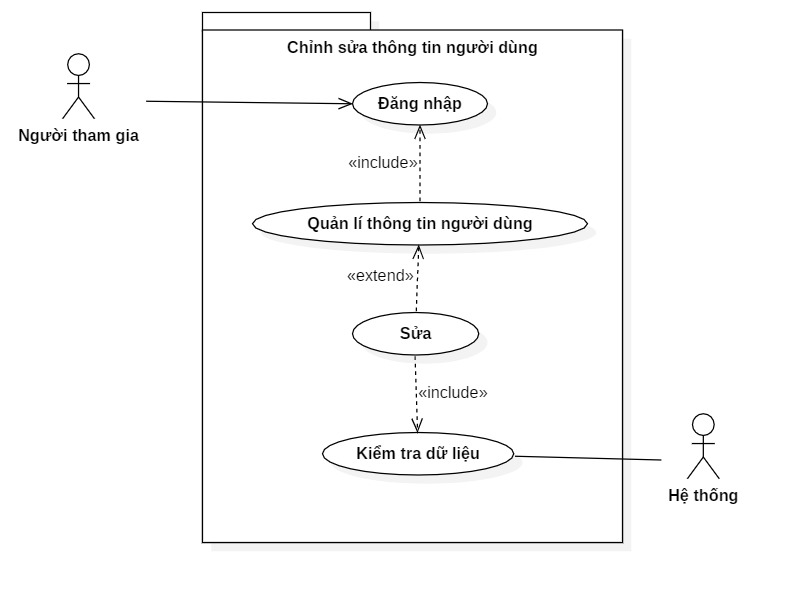 Chỉnh sửa thông tin người dùng
Đăng nhập
Người tham gia
«include»
Quản lí thông tin người dùng
«extend»
Sửa
«include»
Kiểm tra dữ liệu
Hệ thống